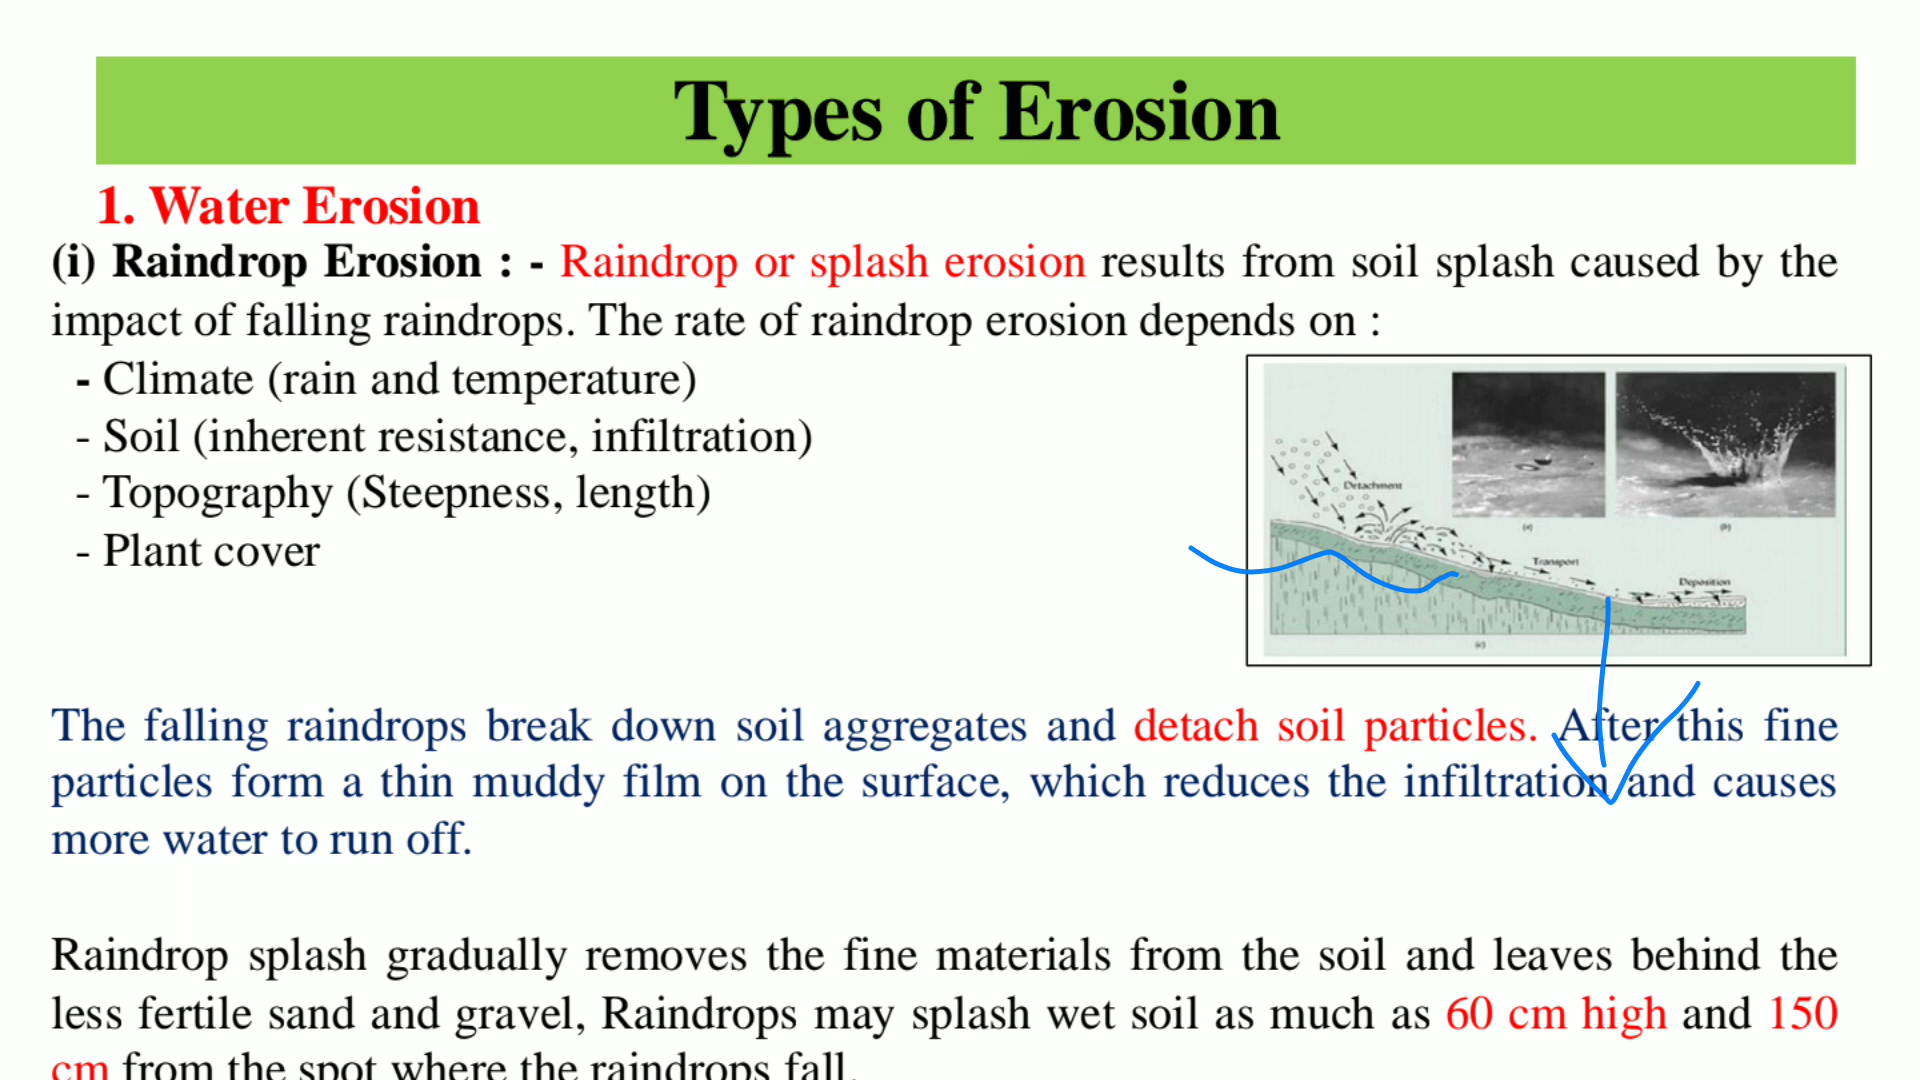 Types of Erosion
1. Water Erosion
(i) Raindrop Erosion : - Raindrop or splash erosion results from soil splash caused by the
impact of falling raindrops. The rate of raindrop erosion depends on :
- Climate (rain and temperature)
- Soil (inherent resistance, infiltration)
- Topography (Steepness, length)
- Plant cover
Detachment
(a)
(b)
Transport
Deposition
(c)
The falling raindrops break down soil aggregates and detach soil particles. After this fine
particles form a thin muddy film on the surface, which reduces the infiltration and causes
more water to run off.
Raindrop splash gradually removes the fine materials from the soil and leaves behind the
less fertile sand and gravel, Raindrops may splash wet soil as much as 60 cm high and 150
cm from the spot where the raindrops fall.